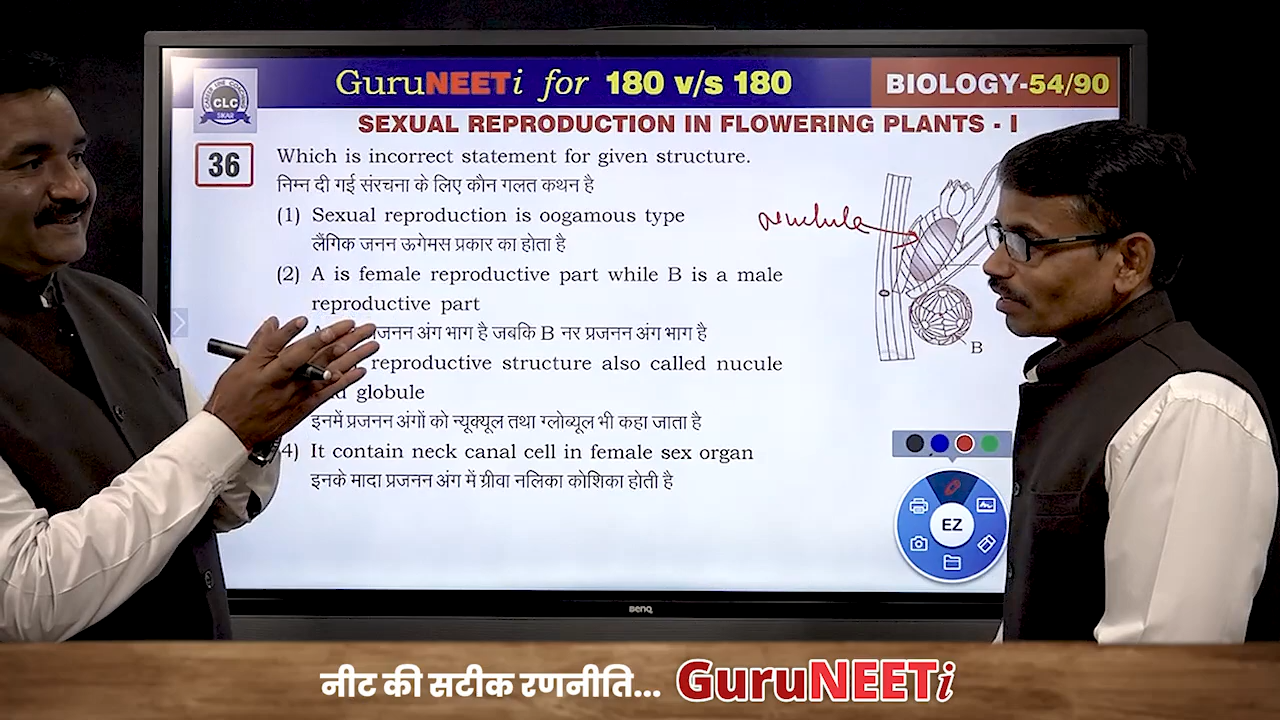 GuruNEETi for 180 v/s 180
BIOLOGY-54/90
CLC
SIKAR
SEXUAL REPRODUCTION IN FLOWERING PLANTS - I
36
Which is incorrect statement for given structure.
निम्न दी गई संरचना के लिए कौन गलत कथन है
(1) Sexual reproduction is oogamous type
लैंगिक जनन ऊगेमस प्रकार का होता है
(2) A is female reproductive part while B is a male
reproductive part
जनन अंग भाग है जबकि B नर प्रजनन अंग भाग है
reproductive structure also called nucule
globule
इनमें प्रजनन अंगों को न्यूक्यूल तथा ग्लोब्यूल भी कहा जाता है
4) It contain neck canal cell in female sex organ
इनके मादा प्रजनन अंग में ग्रीवा नलिका कोशिका होती है
B
EZ
BENQ
नीट की सटीक रणनीति... GuruNEETi